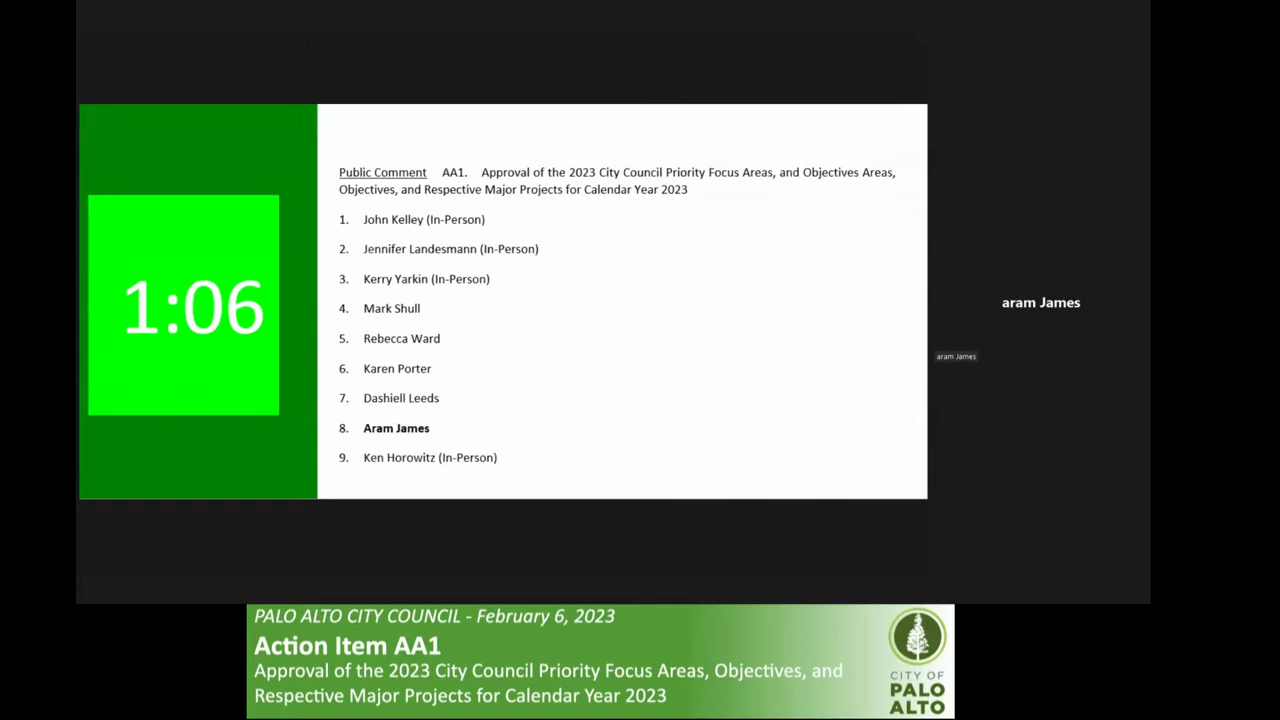 Public Comment AA1. Approval of the 2023 City Council Priority Focus Areas, and Objectives Areas,
Objectives, and Respective Major Projects for Calendar Year 2023
1. John Kelley (In-Person)
2. Jennifer Landesmann (In-Person)
3. Kerry Yarkin (In-Person)
4. Mark Shull
5. Rebecca Ward
6. Karen Porter
7. Dashiell Leeds
8. Aram James
9. Ken Horowitz (In-Person)
1:06
aram James
aram James
PALO ALTO CITY COUNCIL - February 6, 2023
Action Item AA1
Approval of the 2023 City Council Priority Focus Areas, Objectives, and
Respective Major Projects for Calendar Year 2023
CITY OF
PALO
ALTO